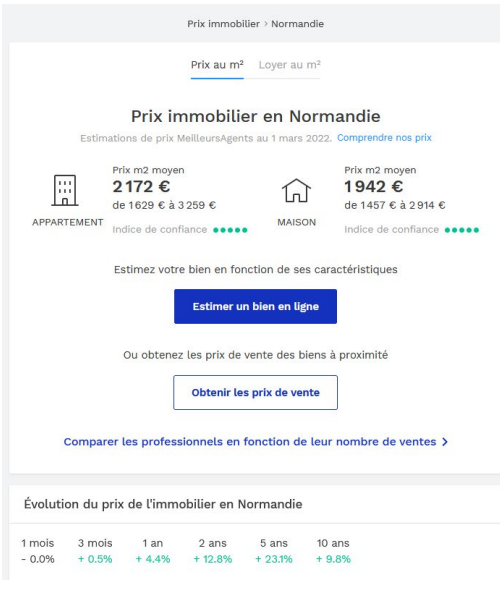 Prix immobilier > Normandie
Prix au m² Loyer au m²
Prix immobilier en Normandie
Estimations de prix MeilleursAgents au 1 mars 2022. Comprendre nos prix
APPARTEMENT
Prix m2 moyen
2 172 €
de 1 629 € à 3 259 €
Indice de confiance
MAISON
Prix m2 moyen
1 942 €
de 1 457 € à 2 914 €
Indice de confiance
Estimez votre bien en fonction de ses caractéristiques
Estimer un bien en ligne
Ou obtenez les prix de vente des biens à proximité
Obtenir les prix de vente
Comparer les professionnels en fonction de leur nombre de ventes >
Évolution du prix de l'immobilier en Normandie
1 mois 3 mois 1 an 2 ans 5 ans 10 ans
- 0.0% + 0.5% + 4.4% + 12.8% + 23.1% + 9.8%